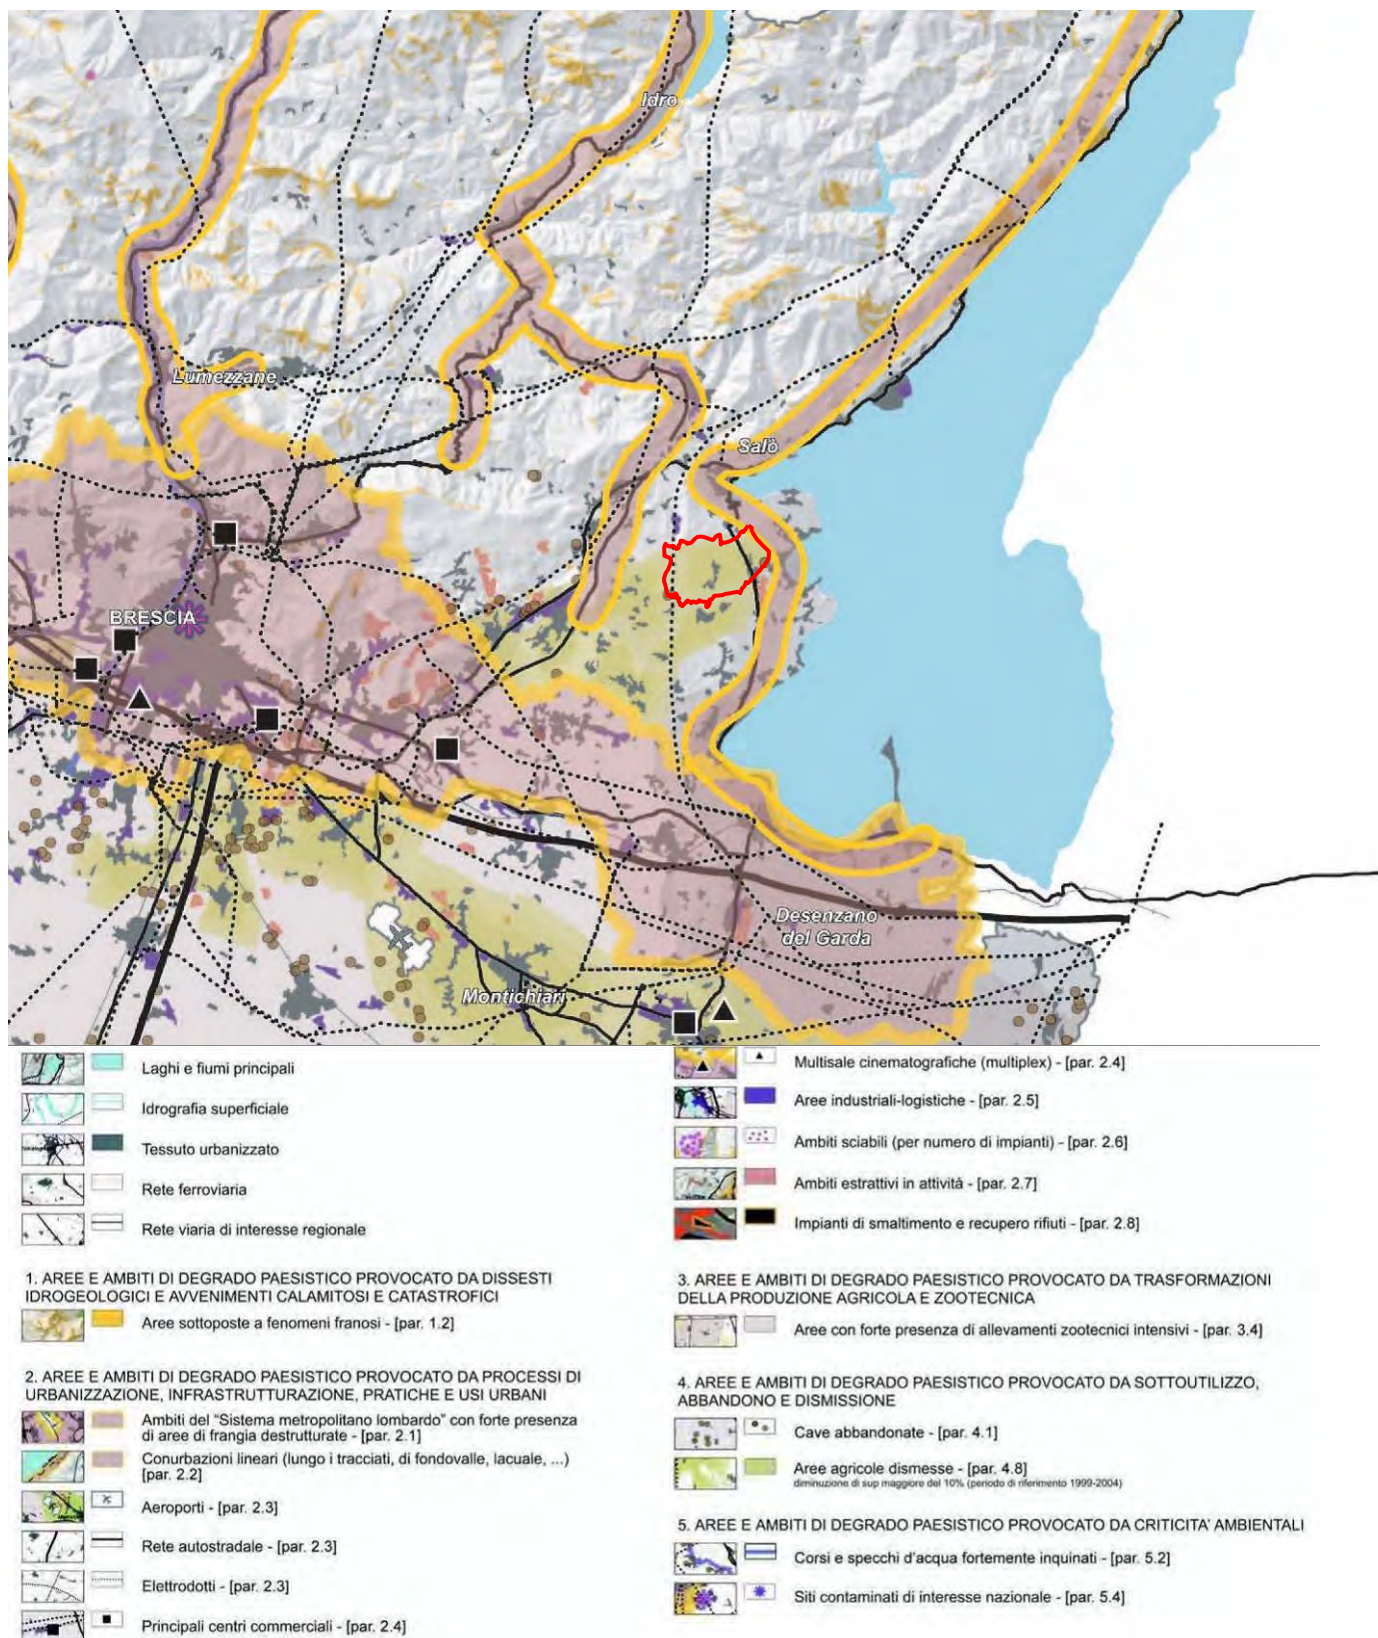 Idro
Lumezzane
Salò
BRESCIA
Desenzano
del Garda
Montichiari
Laghi e fiumi principali
Idrografia superficiale
Tessuto urbanizzato
Rete ferroviaria
Rete viaria di interesse regionale
1. AREE E AMBITI DI DEGRADO PAESISTICO PROVOCATO DA DISSESTI
IDROGEOLOGICI E AVVENIMENTI CALAMITOSI E CATASTROFICI
Aree sottoposte a fenomeni franosi - [par. 1.2]
2. AREE E AMBITI DI DEGRADO PAESISTICO PROVOCATO DA PROCESSI DI
URBANIZZAZIONE, INFRASTRUTTURAZIONE, PRATICHE E USI URBANI
Ambiti del "Sistema metropolitano lombardo" con forte presenza
di aree di frangia destrutturate - [par. 2.1]
Conurbazioni lineari (lungo i tracciati, di fondovalle, lacuale, ...)
[par. 2.2]
Aeroporti - [par. 2.3]
Rete autostradale - [par. 2.3]
Elettrodotti - [par. 2.3]
Principali centri commerciali - [par. 2.4]
Multisale cinematografiche (multiplex) - [par. 2.4]
Aree industriali-logistiche - [par. 2.5]
Ambiti sciabili (per numero di impianti) - [par. 2.6]
Ambiti estrattivi in attività - [par. 2.7]
Impianti di smaltimento e recupero rifiuti - [par. 2.8]
3. AREE E AMBITI DI DEGRADO PAESISTICO PROVOCATO DA TRASFORMAZIONI
DELLA PRODUZIONE AGRICOLA E ZOOTECNICA
Aree con forte presenza di allevamenti zootecnici intensivi - [par. 3.4]
4. AREE E AMBITI DI DEGRADO PAESISTICO PROVOCATO DA SOTTOUTILIZZO,
ABBANDONO E DISMISSIONE
Cave abbandonate - [par. 4.1]
Aree agricole dismesse - [par. 4.8]
diminuzione di sup maggiore del 10% (periodo di riferimento 1999-2004)
5. AREE E AMBITI DI DEGRADO PAESISTICO PROVOCATO DA CRITICITA' AMBIENTALI
Corsi e specchi d'acqua fortemente inquinati - [par. 5.2]
Siti contaminati di interesse nazionale - [par. 5.4]